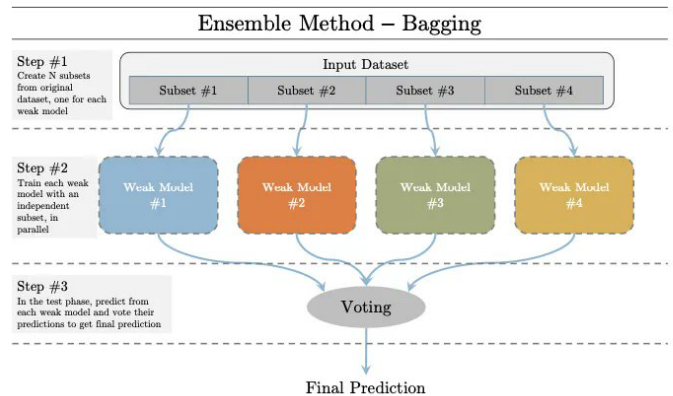 Ensemble Method – Bagging
Step #1
Create N subsets
from original
dataset, one for each
weak model
Input Dataset
Subset #1
Subset #2
Subset #3
Subset #4
Step #2
Train each weak
model with an
independent
subset, in
parallel
Weak Model
#1
Weak Model
#2
Weak Model
#3
Weak Model
#4
Step #3
In the test phase, predict from
each weak model and vote their
predictions to get final prediction
Voting
Final Prediction